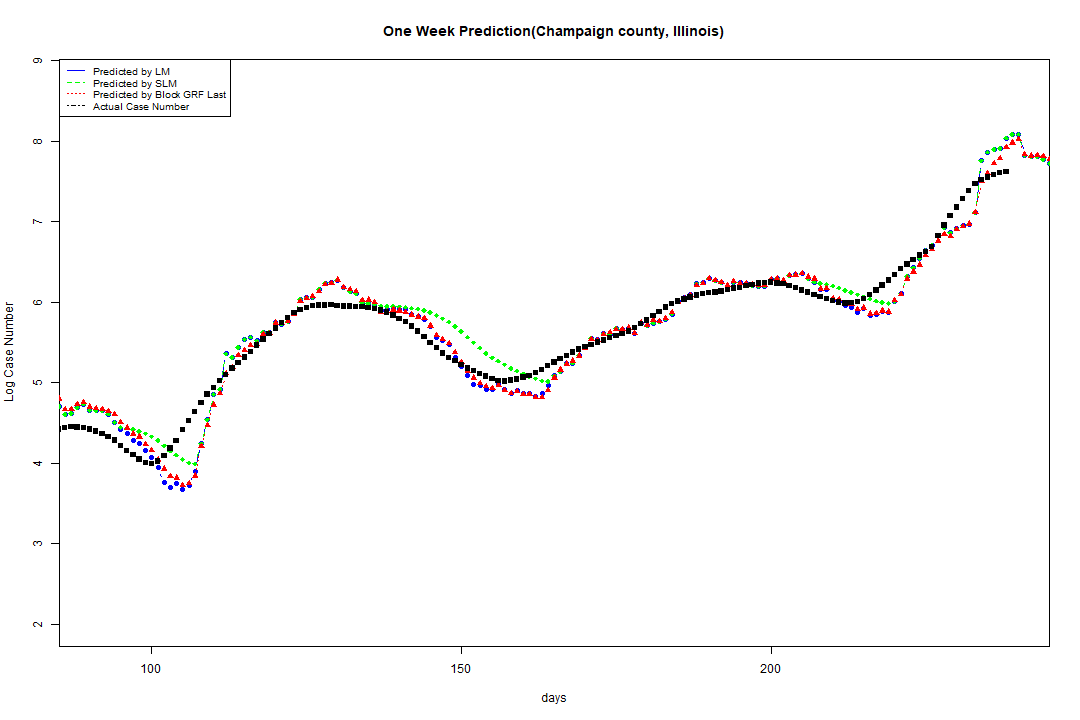 One Week Prediction(Champaign county, Illinois)
Predicted by LM
Predicted by SLM
Predicted by Block GRF Last
Actual Case Number
9
8
7
6
5
4
3
2
Log Case Number
100 150 200
days